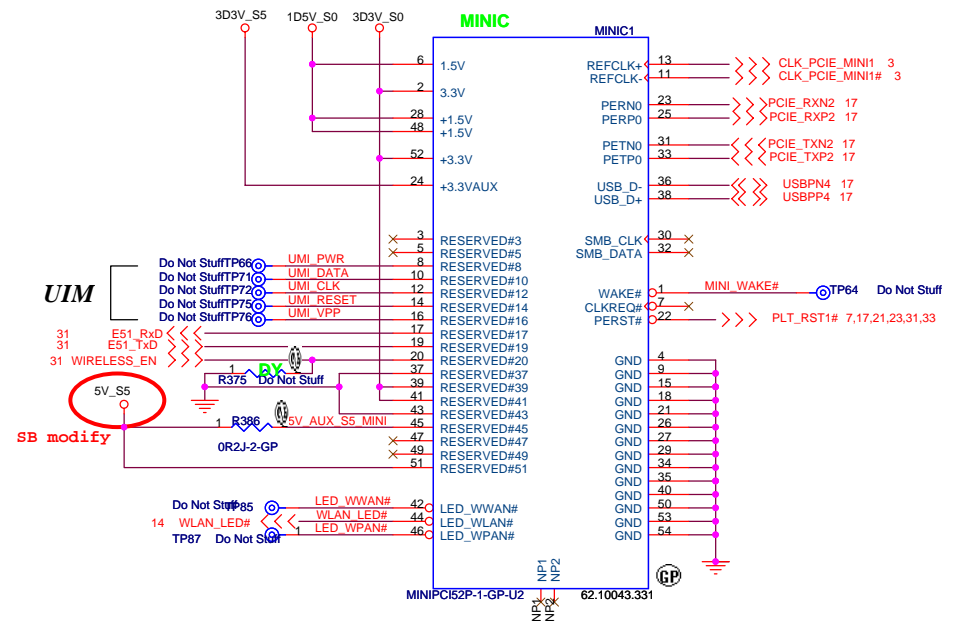 3D3V_S5 1D5V_S0 3D3V_S0
MINIC
MINIC1
6 1.5V REFCLK+ 13 CLK_PCIE_MINI1 3
REFCLK- 11 CLK_PCIE_MINI1# 3
2 3.3V
PERN0 23 PCIE_RXN2 17
28 +1.5V PERP0 25 PCIE_RXP2 17
48 +1.5V
PETN0 31 PCIE_TXN2 17
52 +3.3V PETP0 33 PCIE_TXP2 17
24 +3.3VAUX USB_D- 36 USBPN4 17
USB_D+ 38 USBPP4 17
3 RESERVED#3 SMB_CLK 30
5 RESERVED#5 SMB_DATA 32
Do Not StuffTP66 UMI_PWR 8 RESERVED#8
Do Not StuffTP71 UMI_DATA 10 RESERVED#10
UIM
Do Not StuffTP72 UMI_CLK 12 RESERVED#12 WAKE# 1 MINI_WAKE# TP64 Do Not Stuff
Do Not StuffTP75 UMI_RESET 14 RESERVED#14 CLKREQ# 7
Do Not StuffTP76 UMI_VPP 16 RESERVED#16 PERST# 22 PLT_RST1# 7,17,21,23,31,33
31 E51_RxD 17 RESERVED#17
31 E51_TxD 19 RESERVED#19
31 WIRELESS_EN 20 RESERVED#20 GND 4
1 DY 37 RESERVED#37 GND 9
R375 Do Not Stuff
39 RESERVED#39 GND 15
5V_S5
41 RESERVED#41 GND 18
43 RESERVED#43 GND 21
1 R386 5V_AUX_S5_MINI 45 RESERVED#45 GND 26
SB modify
47 RESERVED#47 GND 27
0R2J-2-GP
49 RESERVED#49 GND 29
51 RESERVED#51 GND 34
GND 35
GND 40
Do Not Stuff TP85 LED_WWAN# 42 LED_WWAN# GND 50
14 WLAN_LED# WLAN_LED# 44 LED_WLAN# GND 53
TP87 Do Not Stuff 1 LED_WPAN# 46 LED_WPAN# GND 54
NP1 NP2
GP
MINIPCI52P-1-GP-U2 62.10043.331
NP1 NP2